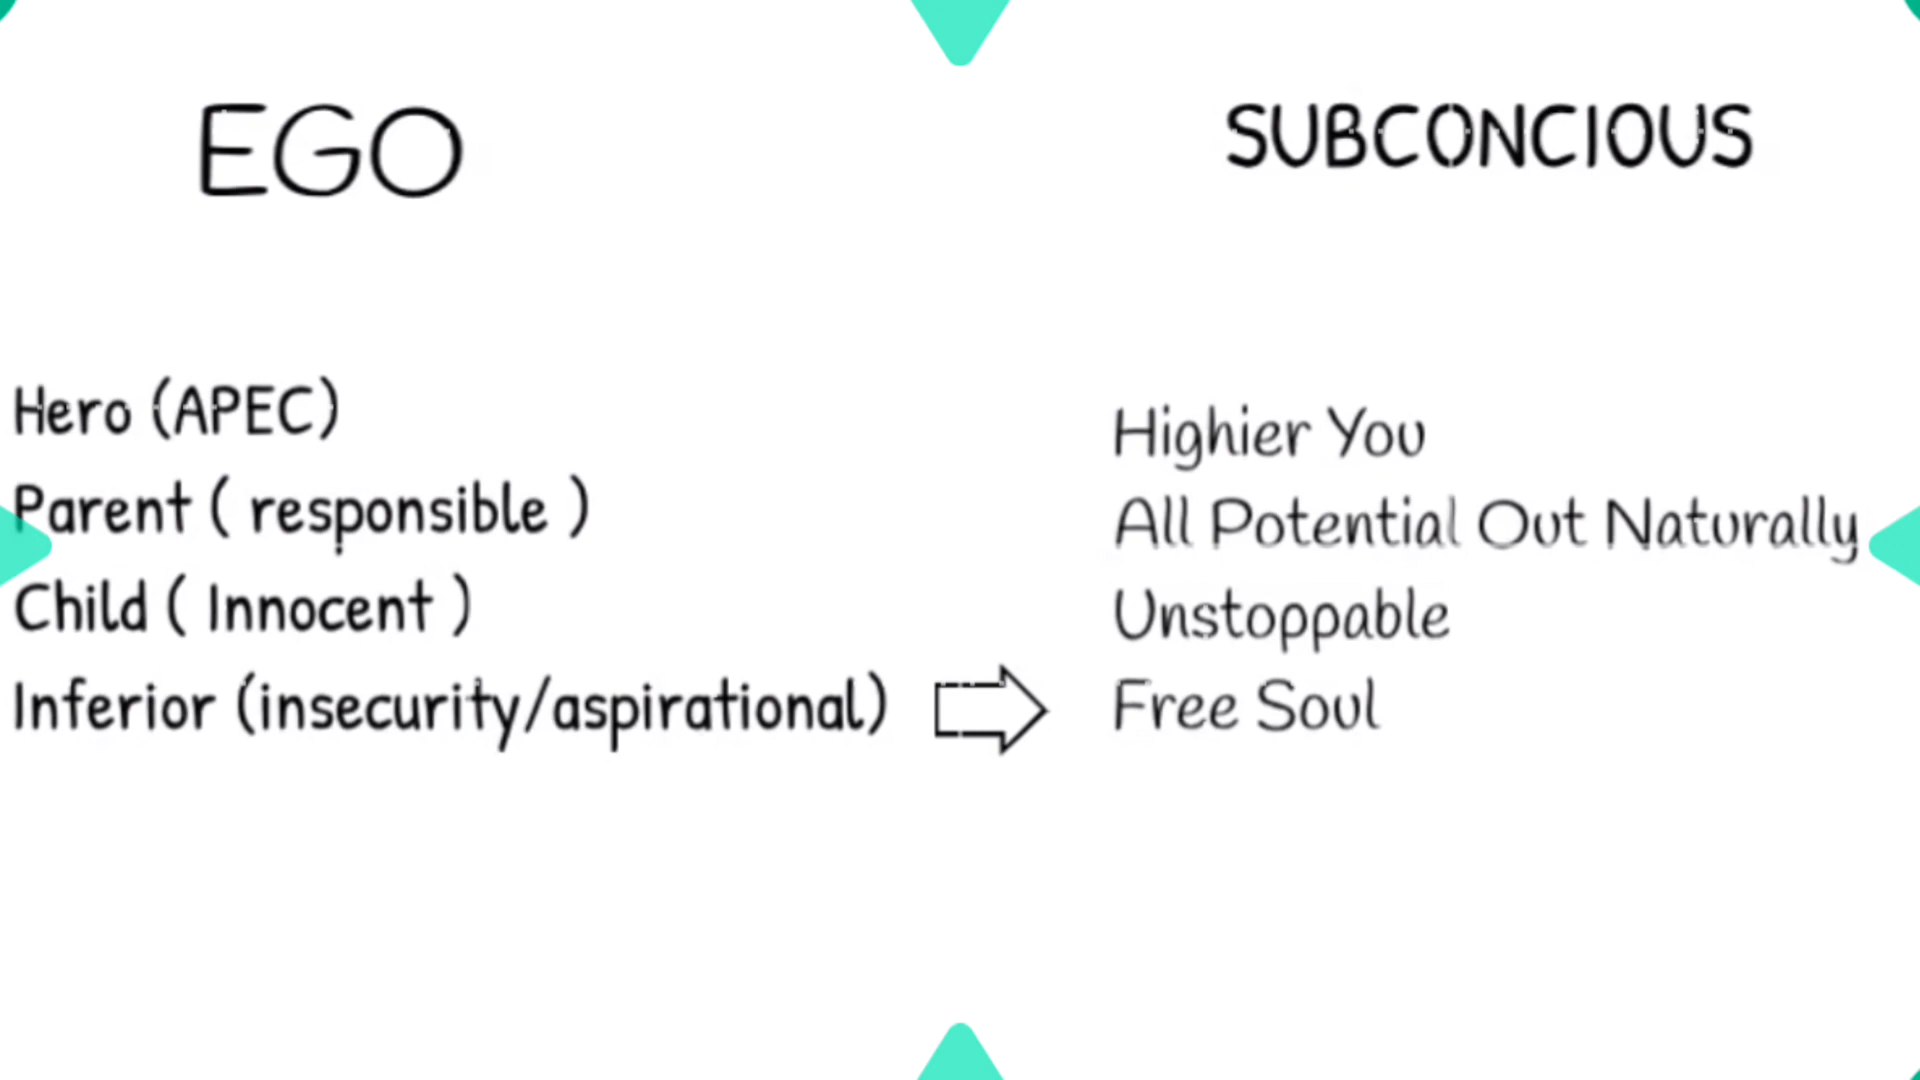 EGO
SUBCONCIOUS
Hero (APEC)
Parent ( responsible )
Child ( Innocent )
Inferior (insecurity/aspirational)
Highier You
All Potential Out Naturally
Unstoppable
Free Soul